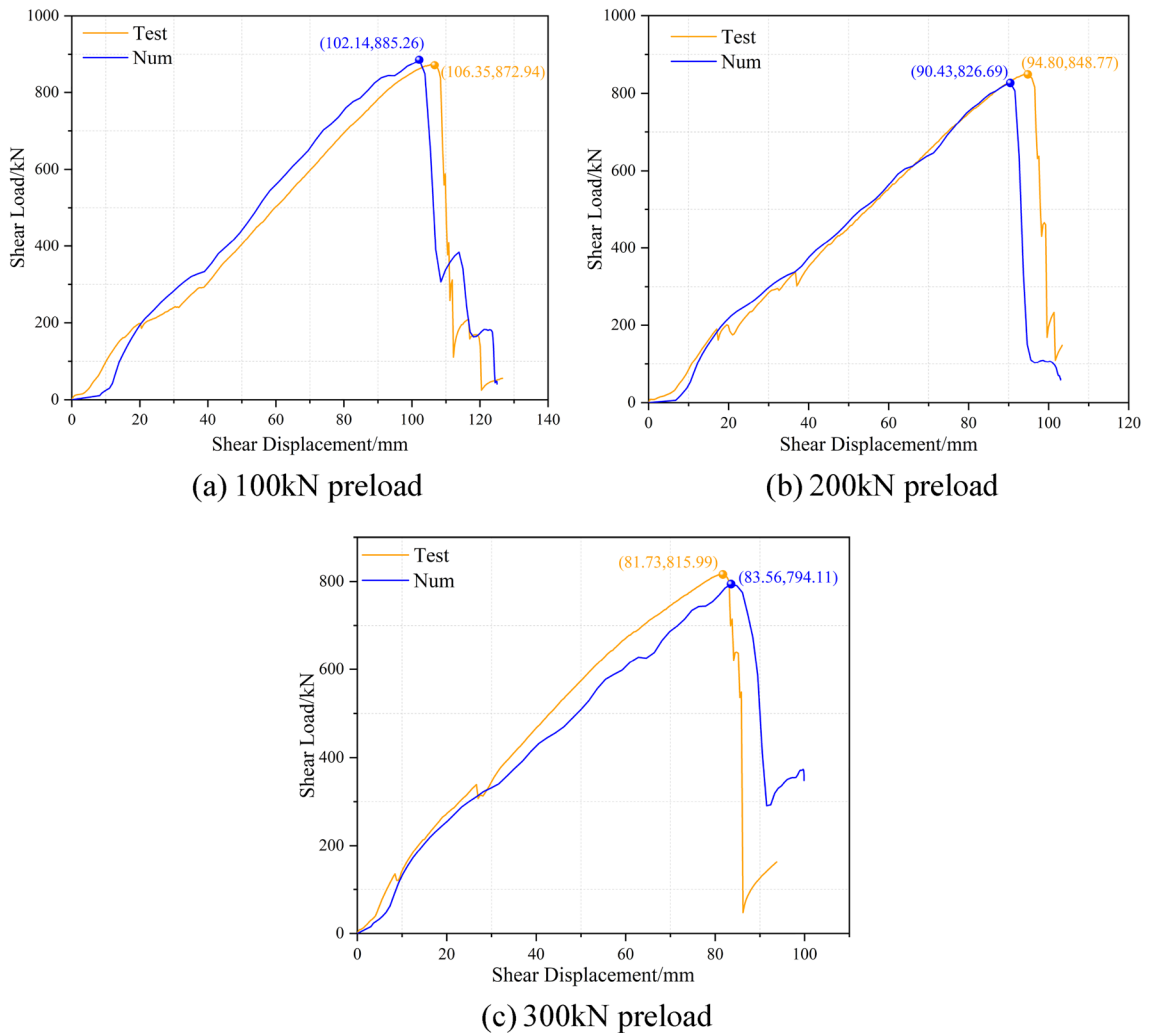 1000
800
600
400
200
0
Shear Load/kN
Test
Num
(102.14,885.26)
(106.35,872.94)
0 20 40 60 80 100 120 140
Shear Displacement/mm
(a) 100kN preload
1000
800
600
400
200
0
Shear Load/kN
Test
Num
(94.80,848.77)
(90.43,826.69)
0 20 40 60 80 100 120
Shear Displacement/mm
(b) 200kN preload
800
600
400
200
0
Shear Load/kN
Test
Num
(81.73,815.99)
(83.56,794.11)
0 20 40 60 80 100
Shear Displacement/mm
(c) 300kN preload